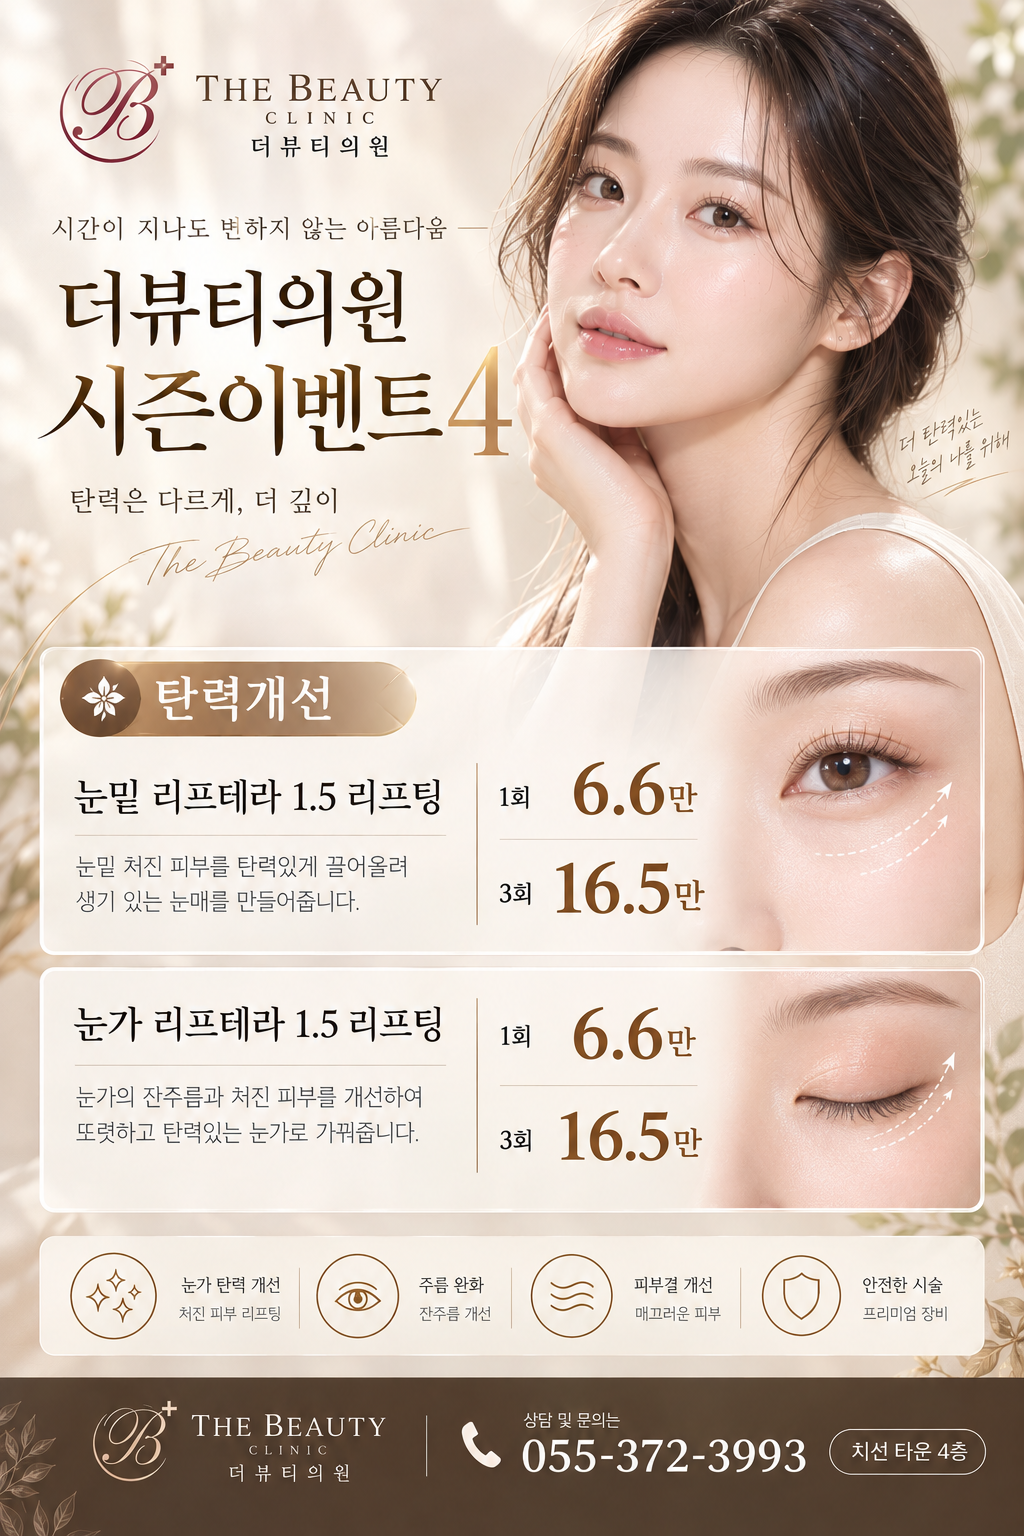 B
THE BEAUTY
CLINIC
더뷰티의원
시간이 지나도 변하지 않는 아름다움
더뷰티의원
시즌이벤트4
탄력은 다르게, 더 깊이
The Beauty Clinic
더 탄력있는
오늘의 나를 위해
탄력개선
눈밑 리프테라 1.5 리프팅
눈밑 처진 피부를 탄력있게 끌어올려
생기 있는 눈매를 만들어줍니다.
1회 6.6만
3회 16.5만
눈가 리프테라 1.5 리프팅
눈가의 잔주름과 처진 피부를 개선하여
또렷하고 탄력있는 눈가로 가꿔줍니다.
1회 6.6만
3회 16.5만
눈가 탄력 개선
처진 피부 리프팅
주름 완화
잔주름 개선
피부결 개선
매끄러운 피부
안전한 시술
프리미엄 장비
B
THE BEAUTY
CLINIC
더뷰티의원
상담 및 문의는
055-372-3993
치선 타운 4층